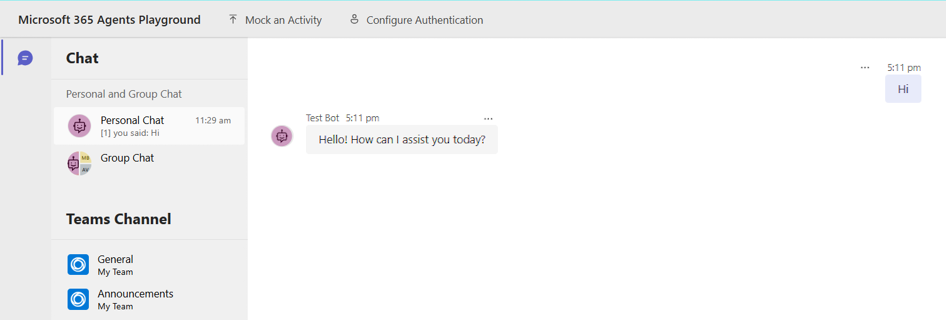 Microsoft 365 Agents Playground
Mock an Activity
Configure Authentication
Chat
Personal and Group Chat
Personal Chat 11:29 am
[1] you said: Hi
MB
AV
Group Chat
Teams Channel
General
My Team
Announcements
My Team
... 5:11 pm
Hi
Test Bot 5:11 pm ...
Hello! How can I assist you today?